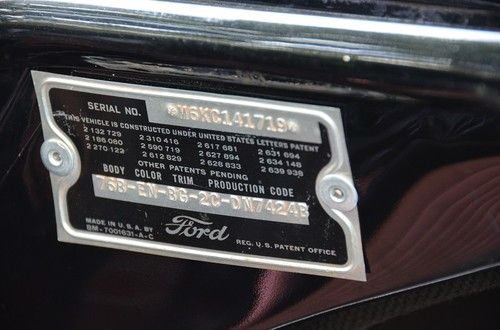 SERIAL NO. *M6KC141719*
THIS VEHICLE IS CONSTRUCTED UNDER UNITED STATES LETTERS PATENT
2 132 729 2 310 416 2 617 681 2 631 694
2 186 080 2 590 719 2 627 894 2 634 148
2 270 122 2 612 829 2 628 533 2 639 938
OTHER PATENTS PENDING
BODY COLOR TRIM PRODUCTION CODE
76B-EN-BG-2C-DN7424B
MADE IN U.S.A. BY
BM-7001631-A-C
Ford
REG. U.S. PATENT OFFICE